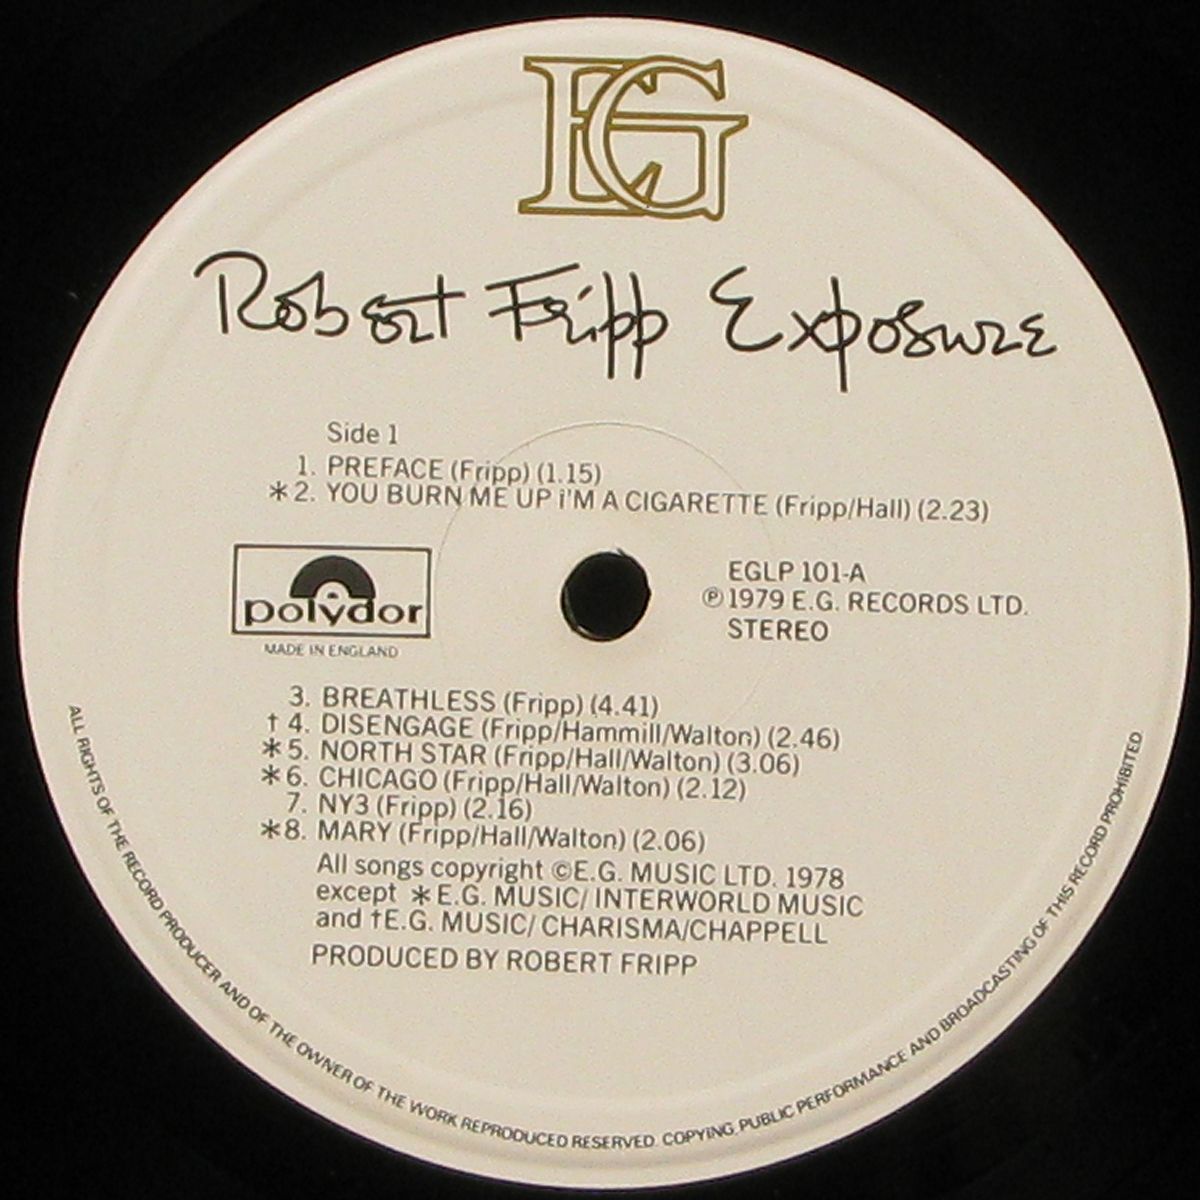 EG
Robert Fripp Exposure
Side 1
1. PREFACE (Fripp) (1.15)
*2. YOU BURN ME UP i'M A CIGARETTE (Fripp/Hall) (2.23)
polydor
MADE IN ENGLAND
EGLP 101-A
℗1979 E.G. RECORDS LTD.
STEREO
3. BREATHLESS (Fripp) (4.41)
†4. DISENGAGE (Fripp/Hammill/Walton) (2.46)
*5. NORTH STAR (Fripp/Hall/Walton) (3.06)
*6. CHICAGO (Fripp/Hall/Walton) (2.12)
7. NY3 (Fripp) (2.16)
*8. MARY (Fripp/Hall/Walton) (2.06)
All songs copyright ©E.G. MUSIC LTD. 1978
except *E.G. MUSIC/ INTERWORLD MUSIC
and †E.G. MUSIC/ CHARISMA/CHAPPELL
PRODUCED BY ROBERT FRIPP
ALL RIGHTS OF THE RECORD PRODUCER AND OF THE OWNER OF THE WORK REPRODUCED RESERVED. COPYING, PUBLIC PERFORMANCE AND BROADCASTING OF THIS RECORD PROHIBITED